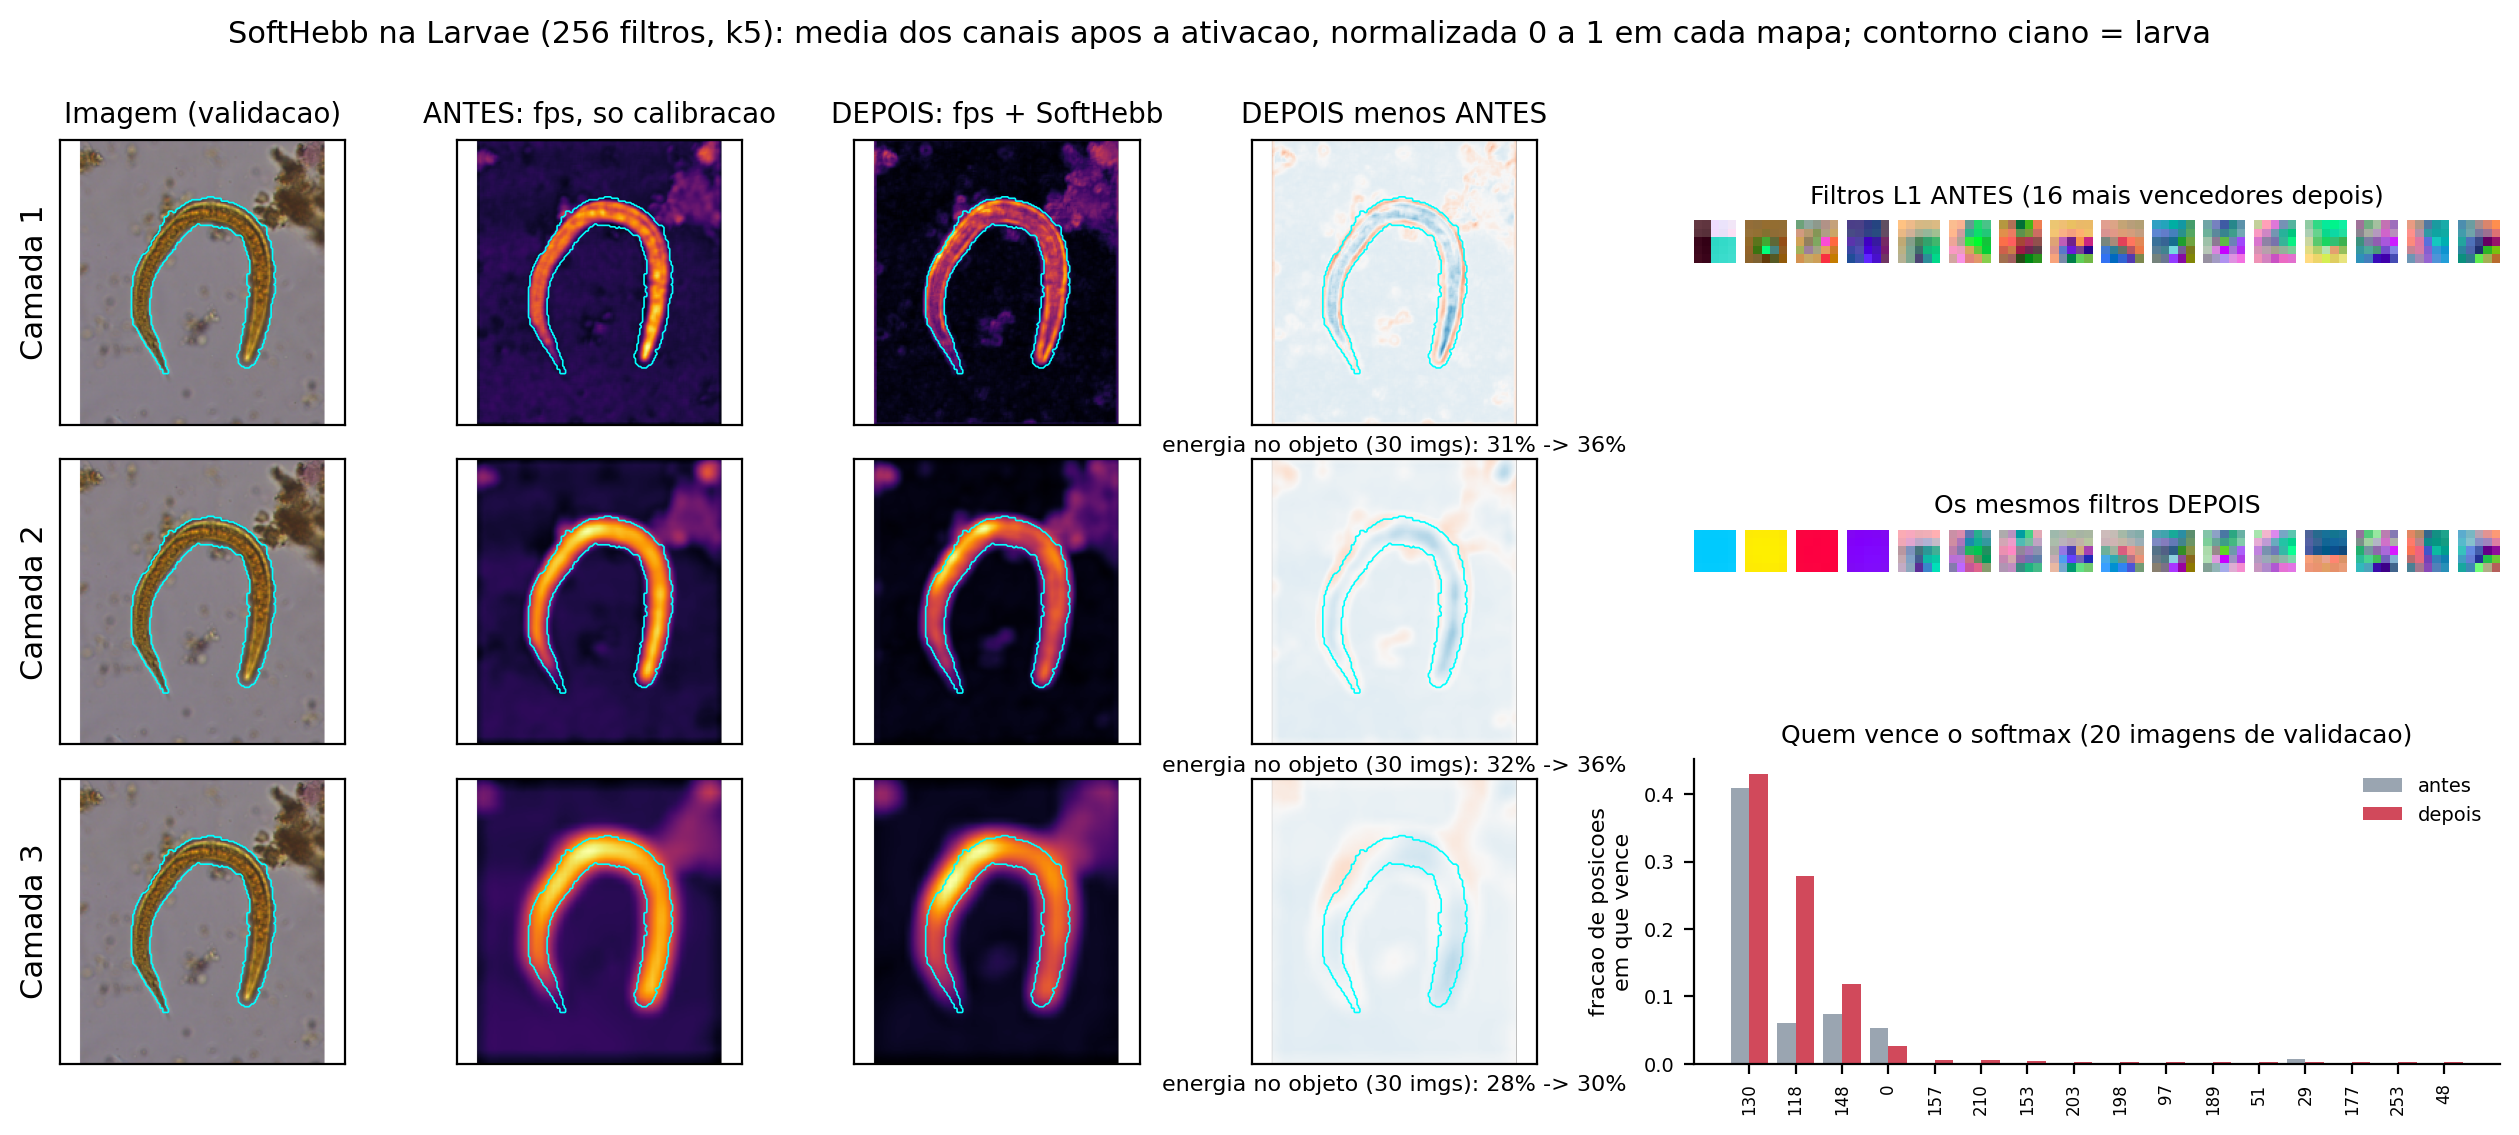 SoftHebb na Larvae (256 filtros, k5): media dos canais apos a ativacao, normalizada 0 a 1 em cada mapa; contorno ciano = larva
Imagem (validacao)
ANTES: fps, so calibracao
DEPOIS: fps + SoftHebb
DEPOIS menos ANTES
Camada 1
energia no objeto (30 imgs): 31% -> 36%
Camada 2
energia no objeto (30 imgs): 32% -> 36%
Camada 3
energia no objeto (30 imgs): 28% -> 30%
Filtros L1 ANTES (16 mais vencedores depois)
Os mesmos filtros DEPOIS
Quem vence o softmax (20 imagens de validacao)
antes
depois
fracao de posicoes
em que vence
0.4
0.3
0.2
0.1
0.0
130
118
148
0
157
210
153
203
198
97
189
51
29
177
253
48